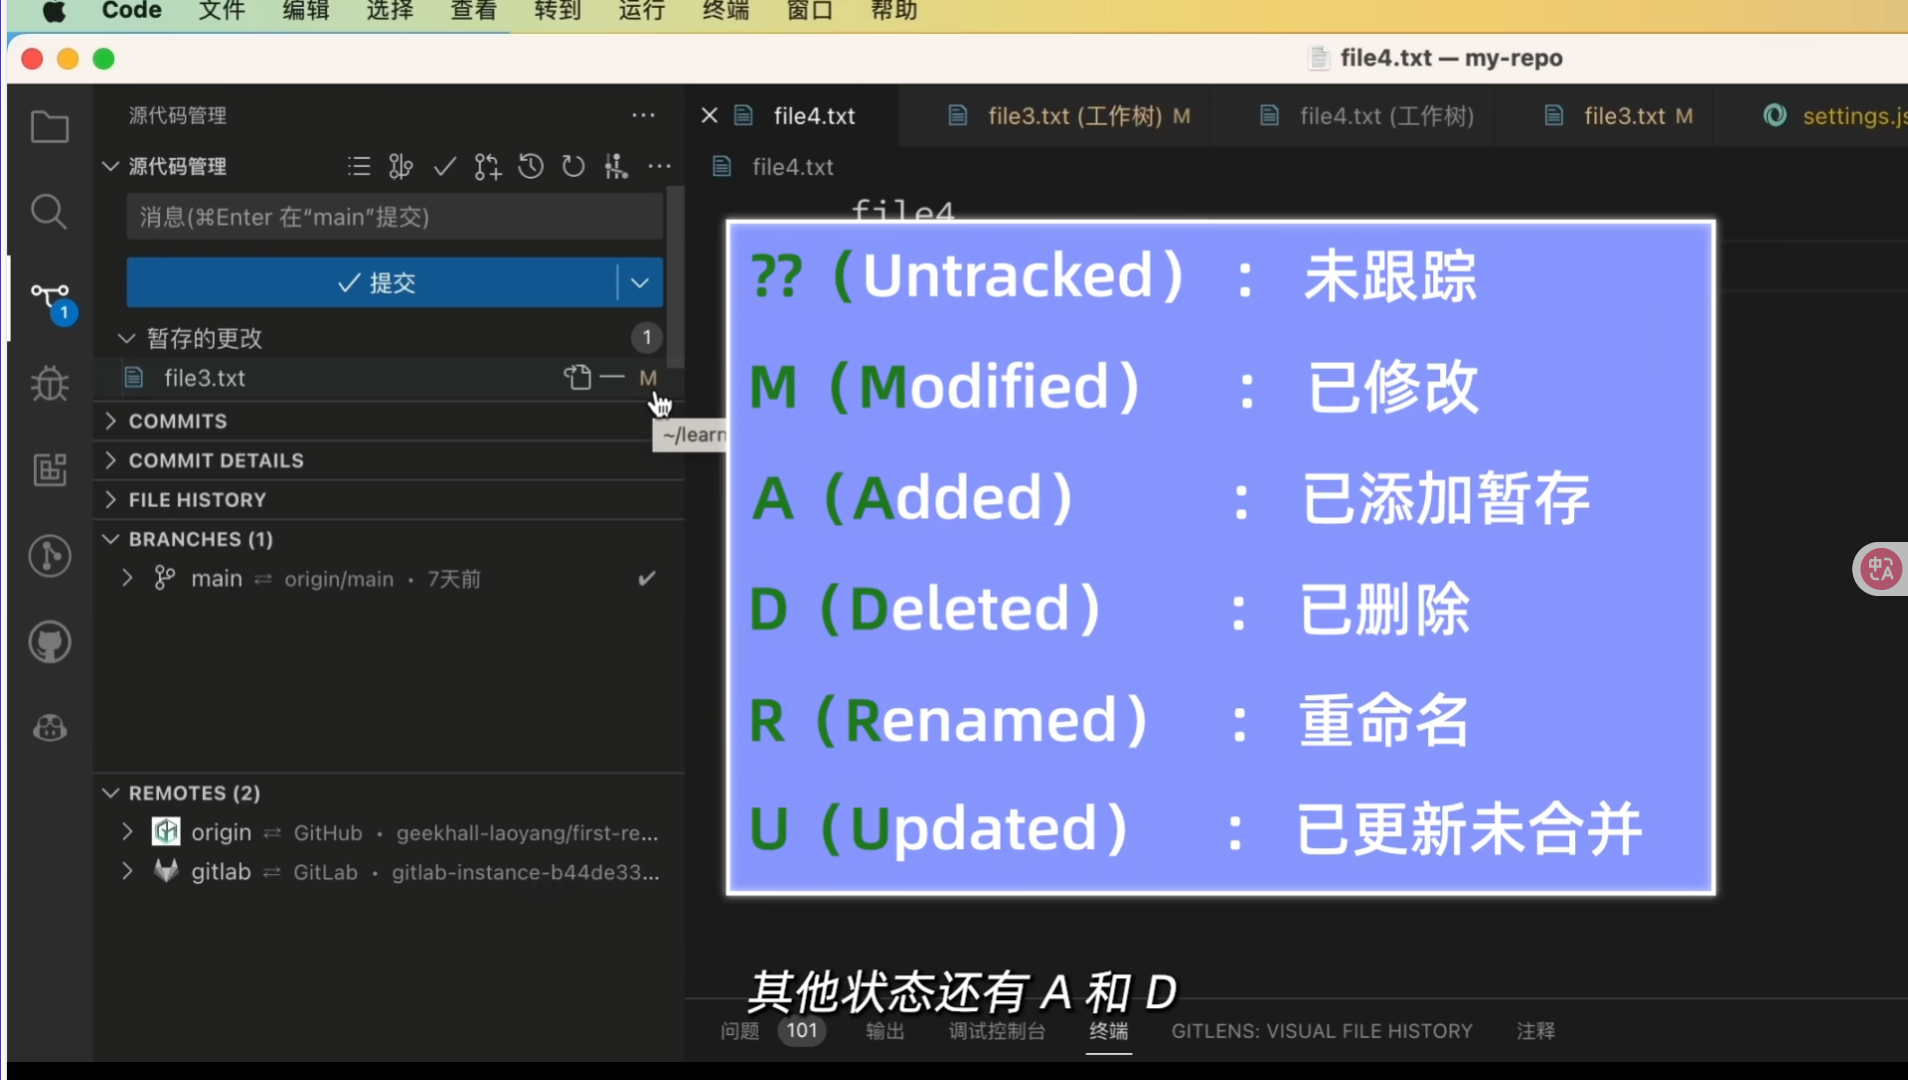 Code 文件 编辑 选择 查看 转到 运行 终端 窗口 帮助
file4.txt — my-repo
源代码管理
file4.txt
file3.txt (工作树) M
file4.txt (工作树)
file3.txt M
settings.js
源代码管理
file4.txt
消息(⌘Enter 在“main”提交)
file4
提交
1
暂存的更改 1
file3.txt M
~/learn
COMMITS
COMMIT DETAILS
FILE HISTORY
BRANCHES (1)
main ⇌ origin/main • 7天前 ✓
REMOTES (2)
origin ⇌ GitHub • geekhall-laoyang/first-re...
gitlab ⇌ GitLab • gitlab-instance-b44de33...
?? (Untracked) : 未跟踪
M (Modified) : 已修改
A (Added) : 已添加暂存
D (Deleted) : 已删除
R (Renamed) : 重命名
U (Updated) : 已更新未合并
中A
其他状态还有 A 和 D
问题 101 输出 调试控制台 终端 GITLENS: VISUAL FILE HISTORY 注释